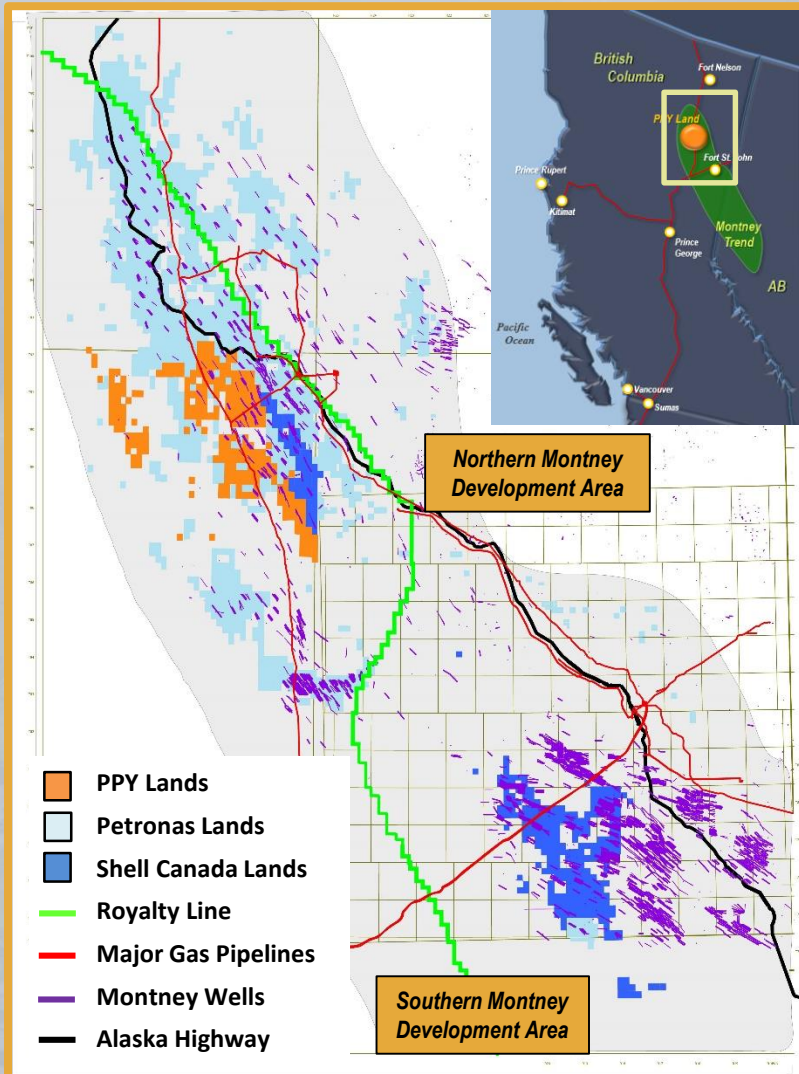 British
Columbia
Fort Nelson
PPY Land
Fort St. John
Prince Rupert
Kitimat
Prince
George
Montney
Trend
AB
Pacific
Ocean
Vancouver
Sumas
Northern Montney
Development Area
PPY Lands
Petronas Lands
Shell Canada Lands
Royalty Line
Major Gas Pipelines
Montney Wells
Alaska Highway
Southern Montney
Development Area